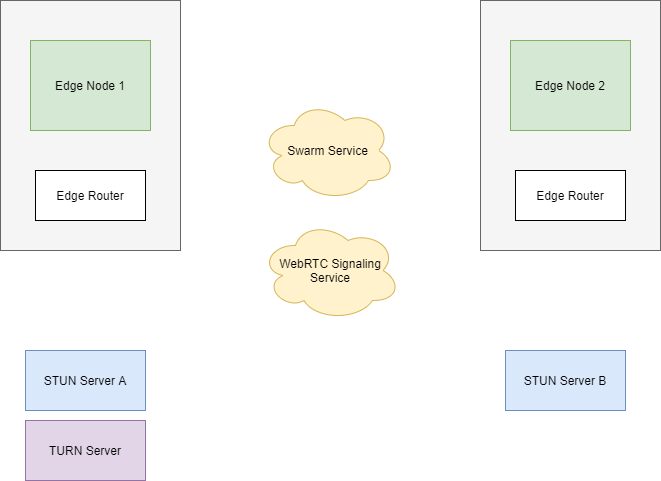 Edge Node 1
Edge Node 2
Swarm Service
Edge Router
Edge Router
WebRTC Signaling
Service
STUN Server A
STUN Server B
TURN Server